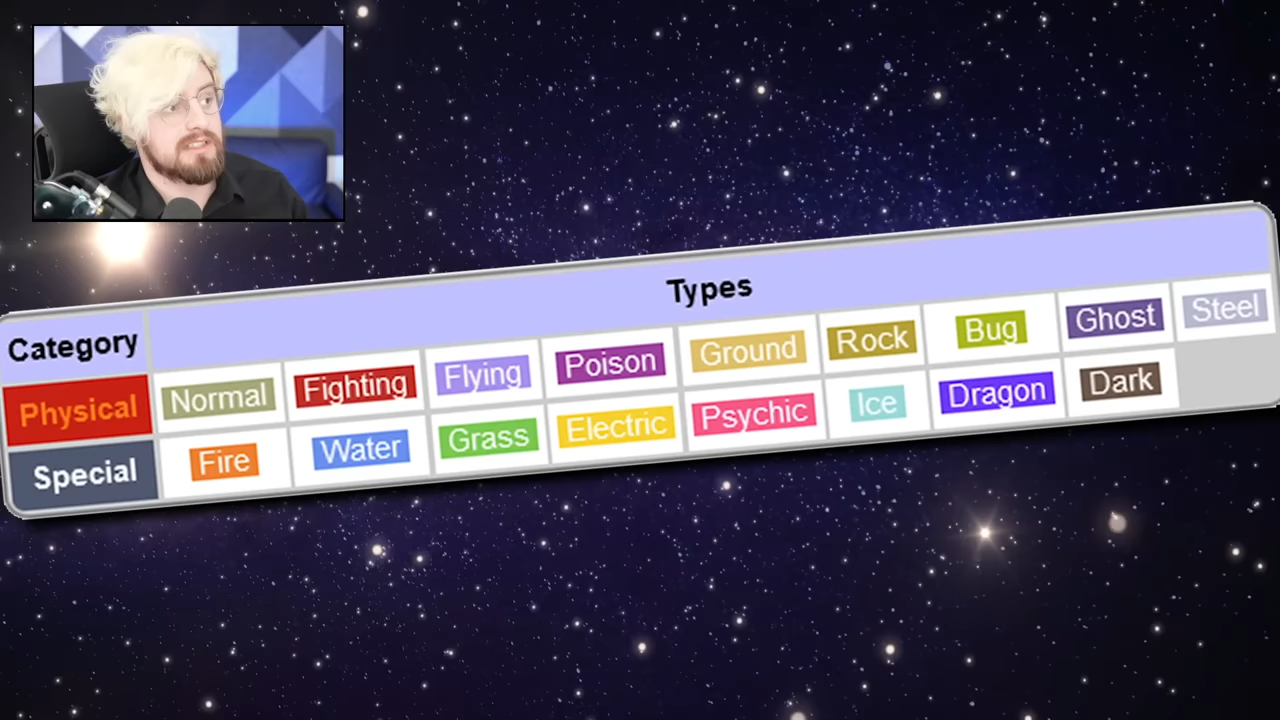 Category Types
Physical Normal Fighting Flying Poison Ground Rock Bug Ghost Steel
Special Fire Water Grass Electric Psychic Ice Dragon Dark